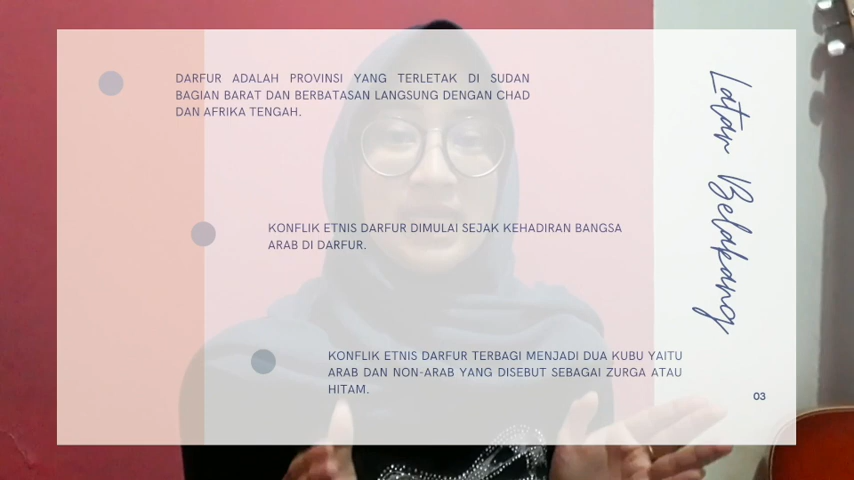 DARFUR ADALAH PROVINSI YANG TERLETAK DI SUDAN
BAGIAN BARAT DAN BERBATASAN LANGSUNG DENGAN CHAD
DAN AFRIKA TENGAH.
KONFLIK ETNIS DARFUR DIMULAI SEJAK KEHADIRAN BANGSA
ARAB DI DARFUR.
KONFLIK ETNIS DARFUR TERBAGI MENJADI DUA KUBU YAITU
ARAB DAN NON-ARAB YANG DISEBUT SEBAGAI ZURGA ATAU
HITAM.
Latar Belakang
03